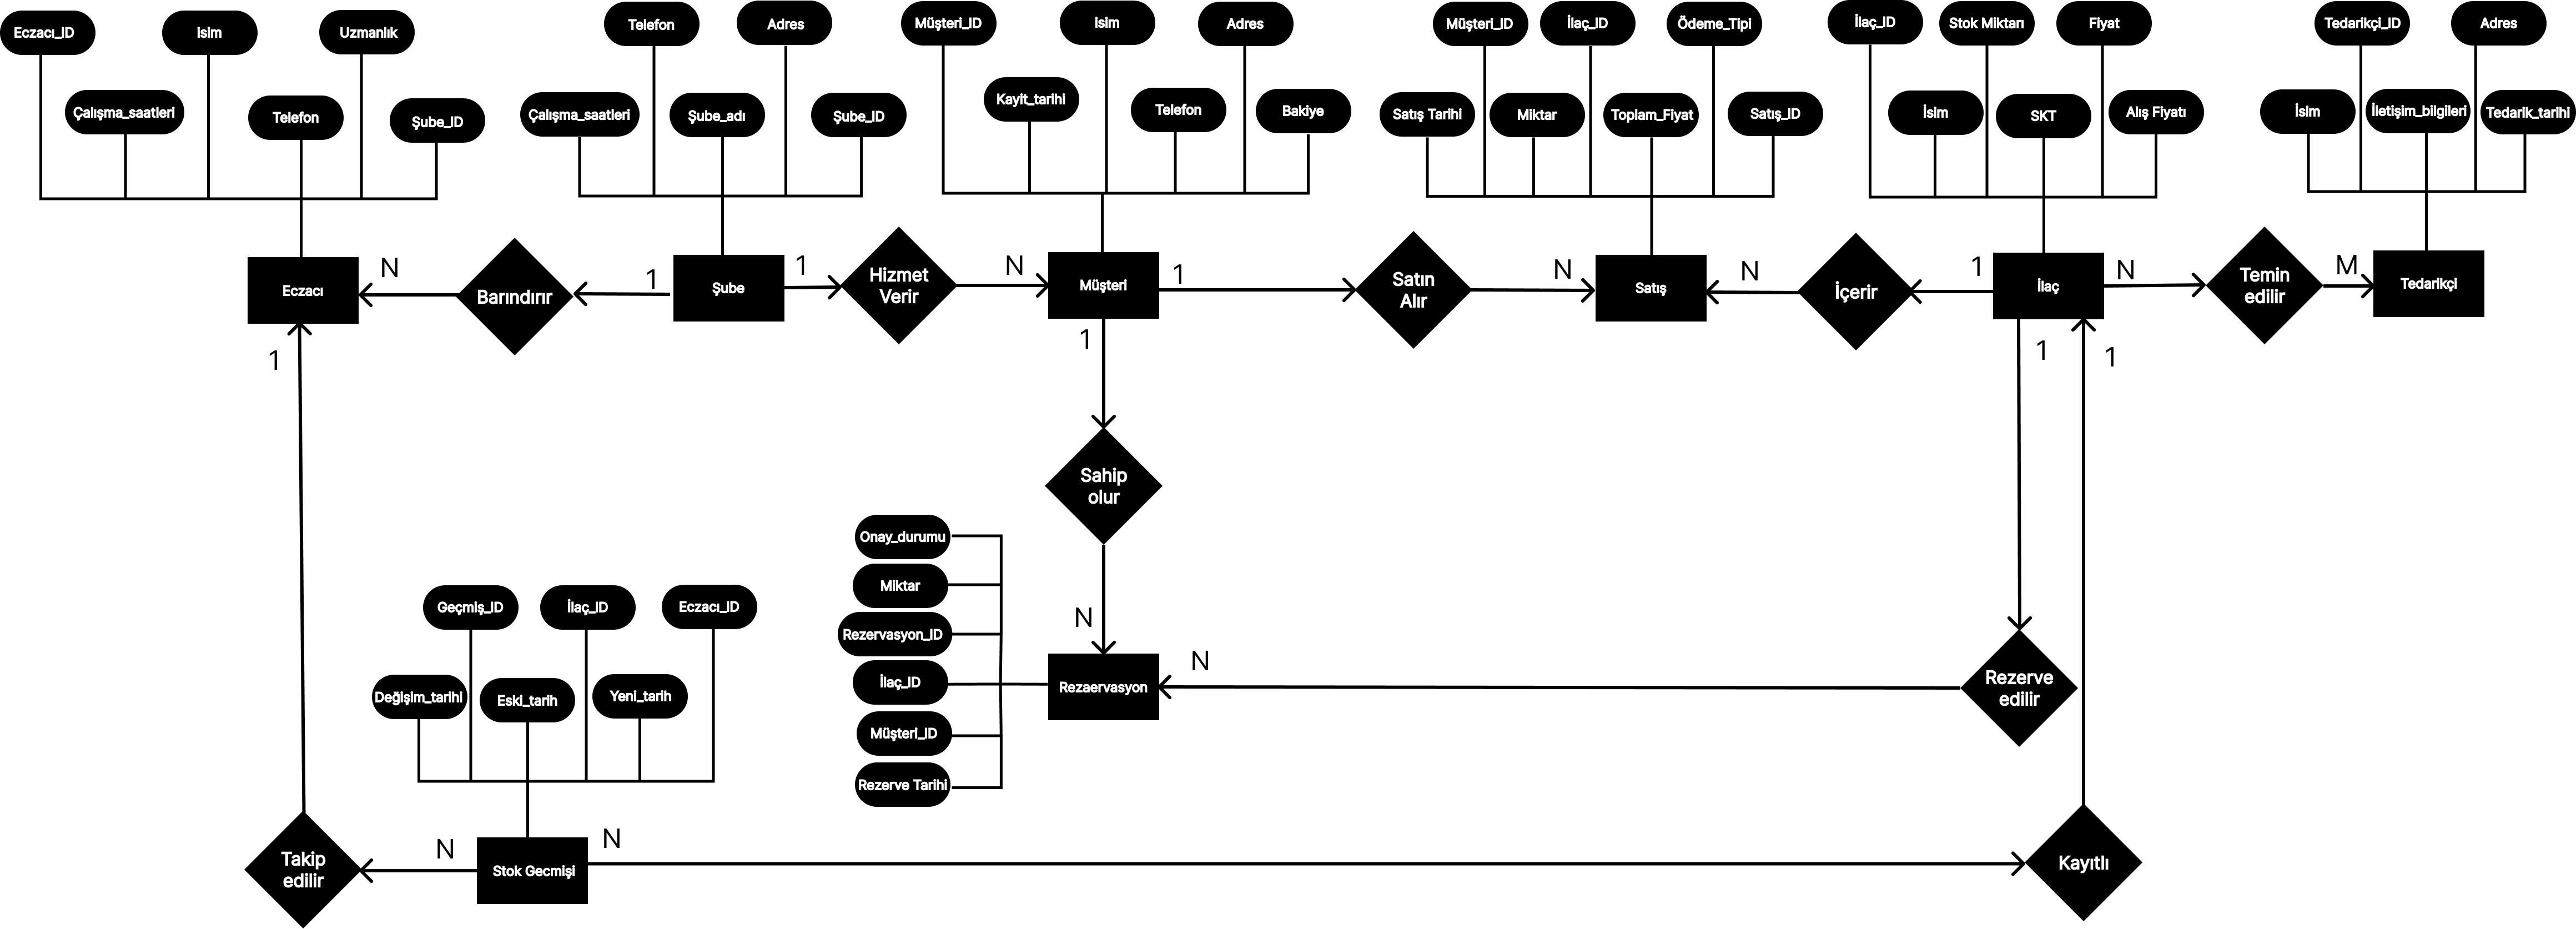 Eczacı_ID
isim
Uzmanlık
Telefon
Adres
Müşteri_ID
isim
Adres
Müşteri_ID
İlaç_ID
Ödeme_Tipi
İlaç_ID
Stok Miktarı
Fiyat
Tedarikçi_ID
Adres
Çalışma_saatleri
Telefon
Şube_ID
Çalışma_saatleri
Şube_adı
Şube_ID
Kayit_tarihi
Telefon
Bakiye
Satış Tarihi
Miktar
Toplam_Fiyat
Satış_ID
İsim
SKT
Alış Fiyatı
İsim
İletişim_bilgileri
Tedarik_tarihi
Eczacı
N
Barındırır
1
Şube
1
Hizmet
Verir
N
Müşteri
1
Satın
Alır
N
Satış
N
İçerir
1
İlaç
N
Temin
edilir
M
Tedarikçi
1
1
1
1
Sahip
olur
Onay_durumu
Miktar
Rezervasyon_ID
İlaç_ID
Müşteri_ID
Rezerve Tarihi
N
Rezaervasyon
N
Rezerve
edilir
Geçmiş_ID
İlaç_ID
Eczacı_ID
Değişim_tarihi
Eski_tarih
Yeni_tarih
Takip
edilir
N
Stok Gecmişi
N
Kayıtlı